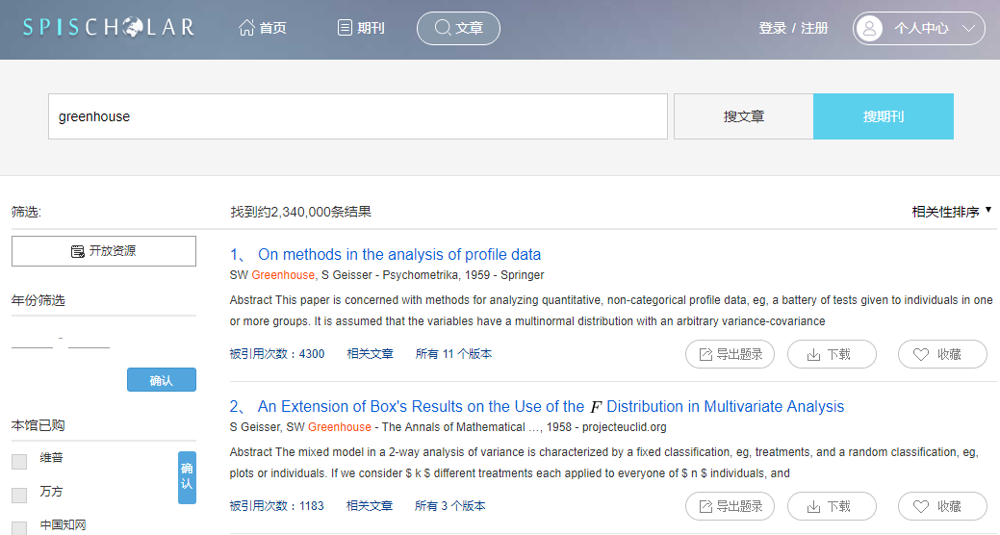 SPISCHOLAR 首页 期刊 文章 登录 / 注册 个人中心
greenhouse 搜文章 搜期刊
筛选: 找到约2,340,000条结果 相关性排序 ▼
开放资源
年份筛选
-
确认
本馆已购
维普
万方
中国知网
确认
1、 On methods in the analysis of profile data
SW Greenhouse, S Geisser - Psychometrika, 1959 - Springer
Abstract This paper is concerned with methods for analyzing quantitative, non-categorical profile data, eg, a battery of tests given to individuals in one
or more groups. It is assumed that the variables have a multinormal distribution with an arbitrary variance-covariance
被引用次数：4300 相关文章 所有 11 个版本 导出题录 下载 收藏
2、 An Extension of Box's Results on the Use of the F Distribution in Multivariate Analysis
S Geisser, SW Greenhouse - The Annals of Mathematical …, 1958 - projecteuclid.org
Abstract The mixed model in a 2-way analysis of variance is characterized by a fixed classification, eg, treatments, and a random classification, eg,
plots or individuals. If we consider $ k $ different treatments each applied to everyone of $ n $ individuals, and
被引用次数：1183 相关文章 所有 3 个版本 导出题录 下载 收藏